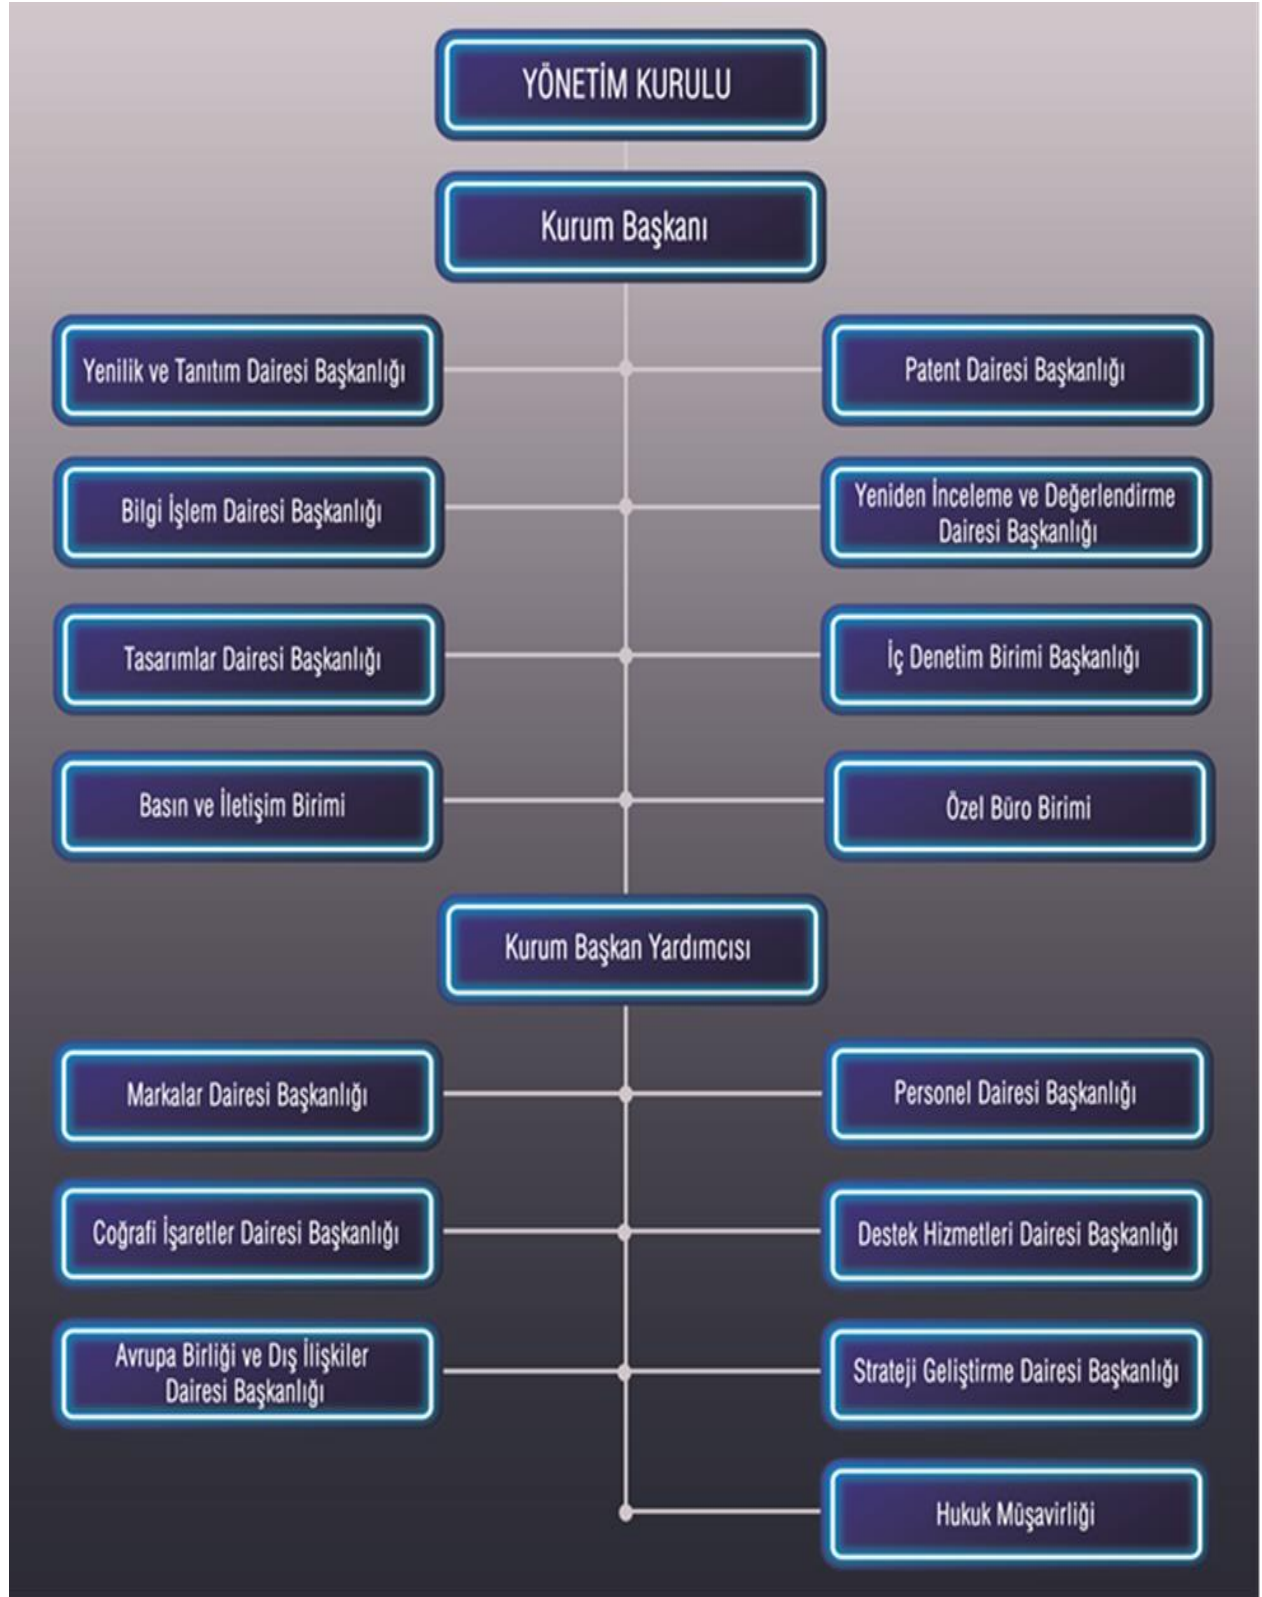 YÖNETİM KURULU
Kurum Başkanı
Yenilik ve Tanıtım Dairesi Başkanlığı
Patent Dairesi Başkanlığı
Bilgi İşlem Dairesi Başkanlığı
Yeniden İnceleme ve Değerlendirme
Dairesi Başkanlığı
Tasarımlar Dairesi Başkanlığı
İç Denetim Birimi Başkanlığı
Basın ve İletişim Birimi
Özel Büro Birimi
Kurum Başkan Yardımcısı
Markalar Dairesi Başkanlığı
Personel Dairesi Başkanlığı
Coğrafi İşaretler Dairesi Başkanlığı
Destek Hizmetleri Dairesi Başkanlığı
Avrupa Birliği ve Dış İlişkiler
Dairesi Başkanlığı
Strateji Geliştirme Dairesi Başkanlığı
Hukuk Müşavirliği